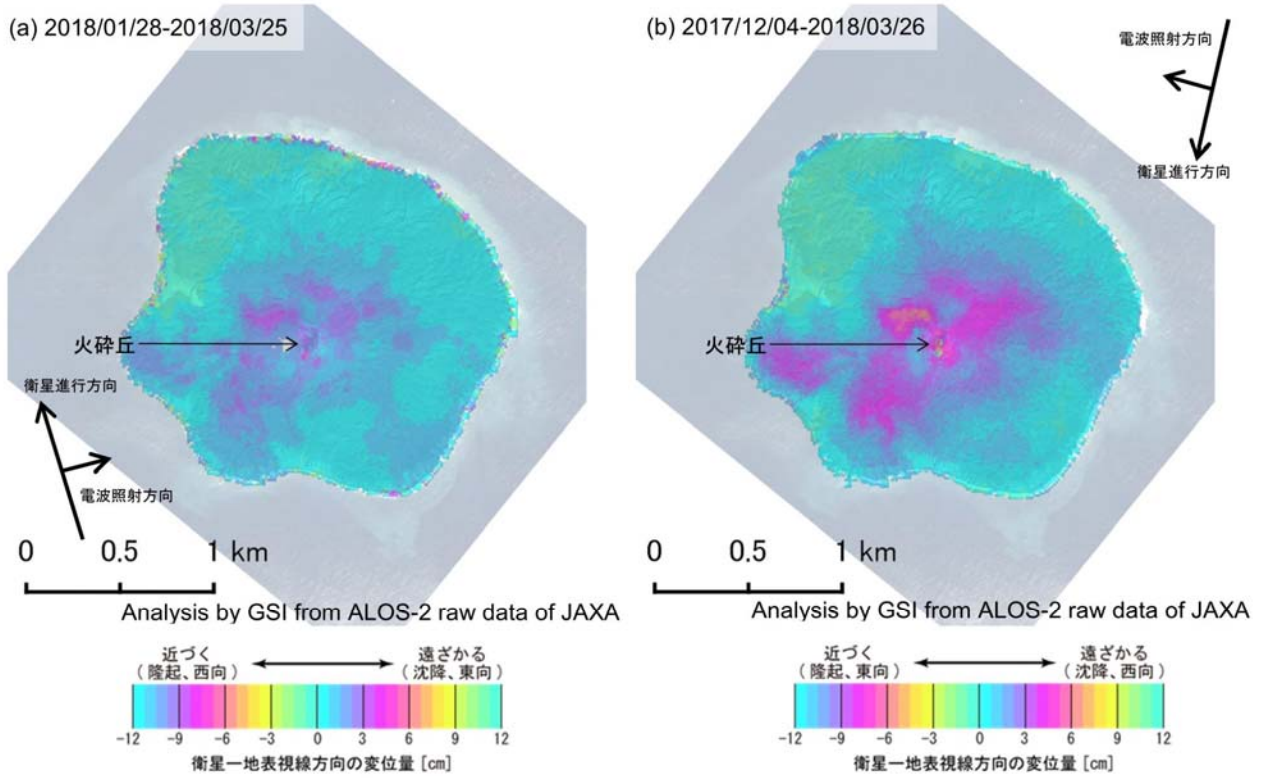 (a) 2018/01/28-2018/03/25
火砕丘
衛星進行方向
電波照射方向
0 0.5 1 km
Analysis by GSI from ALOS-2 raw data of JAXA
近づく
(隆起、西向)
遠ざかる
(沈降、東向)
-12 -9 -6 -3 0 3 6 9 12
衛星ー地表視線方向の変位量 [cm]
(b) 2017/12/04-2018/03/26
電波照射方向
衛星進行方向
火砕丘
0 0.5 1 km
Analysis by GSI from ALOS-2 raw data of JAXA
近づく
(隆起、東向)
遠ざかる
(沈降、西向)
-12 -9 -6 -3 0 3 6 9 12
衛星ー地表視線方向の変位量 [cm]